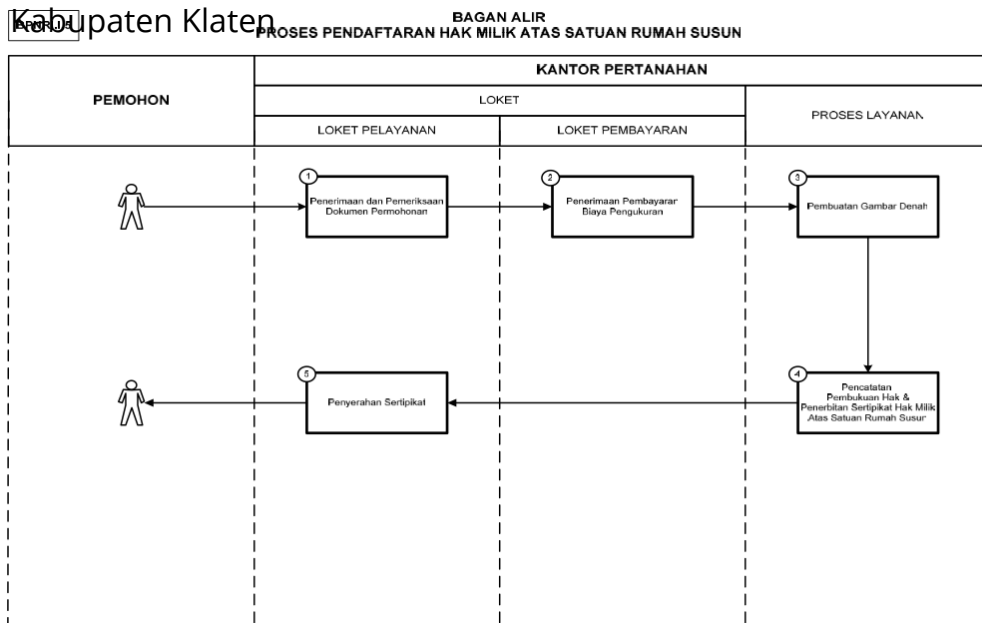 Kabupaten Klaten
BAGAN ALIR
PROSES PENDAFTARAN HAK MILIK ATAS SATUAN RUMAH SUSUN
PEMOHON
KANTOR PERTANAHAN
LOKET
PROSES LAYANAN
LOKET PELAYANAN
LOKET PEMBAYARAN
1
Penerimaan dan Pemeriksaan
Dokumen Permohonan
2
Penerimaan Pembayaran
Biaya Pengukuran
3
Pembuatan Gambar Denah
4
Pencatatan
Pembukuan Hak &
Penerbitan Sertipikat Hak Milik
Atas Satuan Rumah Susun
5
Penyerahan Sertipikat